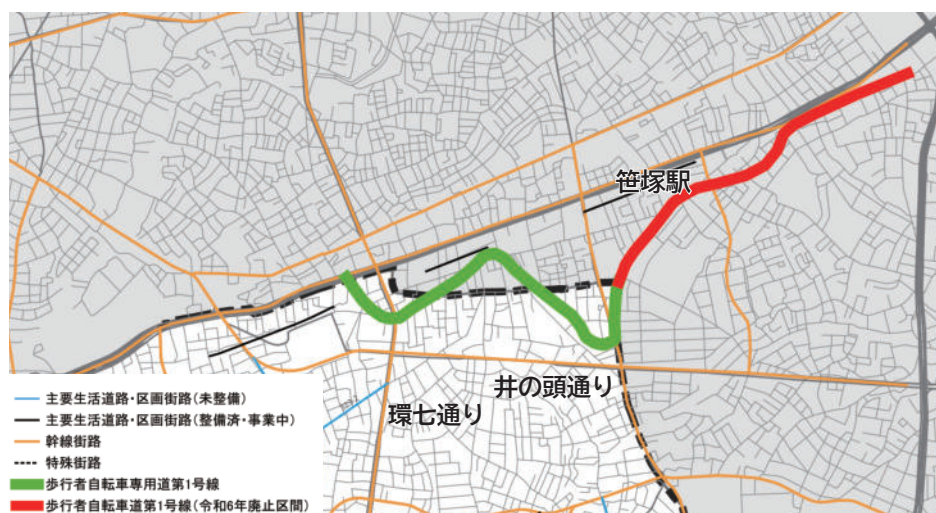 笹塚駅
井の頭通り
環七通り
主要生活道路・区画街路(未整備)
主要生活道路・区画街路(整備済・事業中)
幹線街路
特殊街路
歩行者自転車専用道第1号線
歩行者自転車道第1号線(令和6年廃止区間)